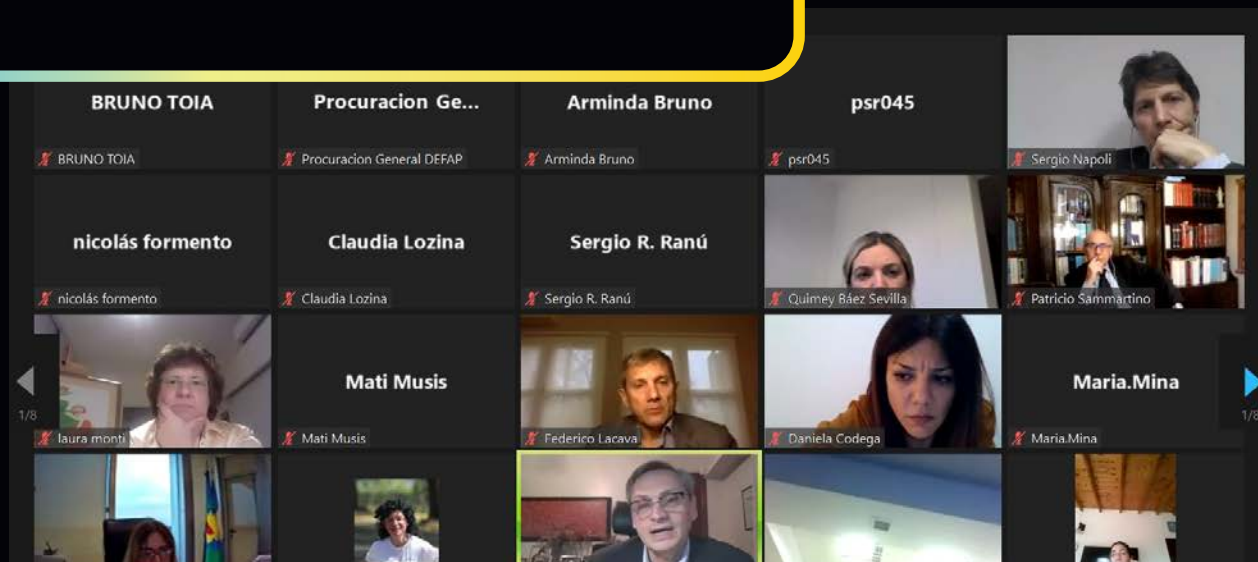 BRUNO TOIA
Procuracion Ge...
Arminda Bruno
psr045
BRUNO TOIA
Procuracion General DEFAP
Arminda Bruno
psr045
Sergio Napoli
nicolás formento
Claudia Lozina
Sergio R. Ranú
nicolás formento
Claudia Lozina
Sergio R. Ranú
Quimey Báez Sevilla
Patricio Sammartino
Mati Musis
Maria.Mina
1/8
1/8
laura monti
Mati Musis
Federico Lacava
Daniela Codega
Maria.Mina